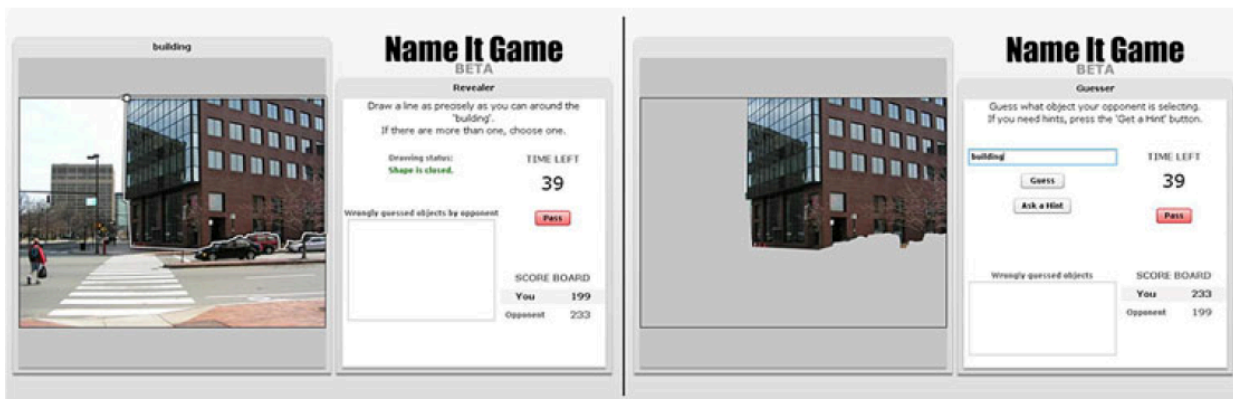 building
Name It Game
BETA
Revealer
Draw a line as precisely as you can around the
'building'.
If there are more than one, choose one.
Drawing status:
Shape is closed.
TIME LEFT
39
Wrongly guessed objects by opponent
Pass
SCORE BOARD
You 199
Opponent 233
Name It Game
BETA
Guesser
Guess what object your opponent is selecting.
If you need hints, press the 'Get a Hint' button.
building
TIME LEFT
Guess
39
Ask a Hint
Pass
Wrongly guessed objects
SCORE BOARD
You 233
Opponent 199